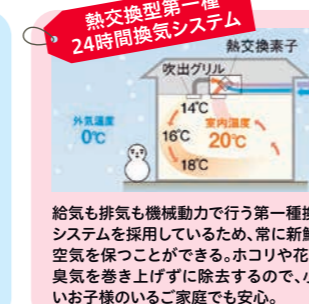 熱交換型第一種
24時間換気システム
熱交換素子
吹出グリル
外気温度
0℃
14℃
16℃
室内温度
20℃
18℃
給気も排気も機械動力で行う第一種換
システムを採用しているため、常に新鮮
空気を保つことができる。ホコリや花
臭気を巻き上げずに除去するので、小
いお子様のいるご家庭でも安心。